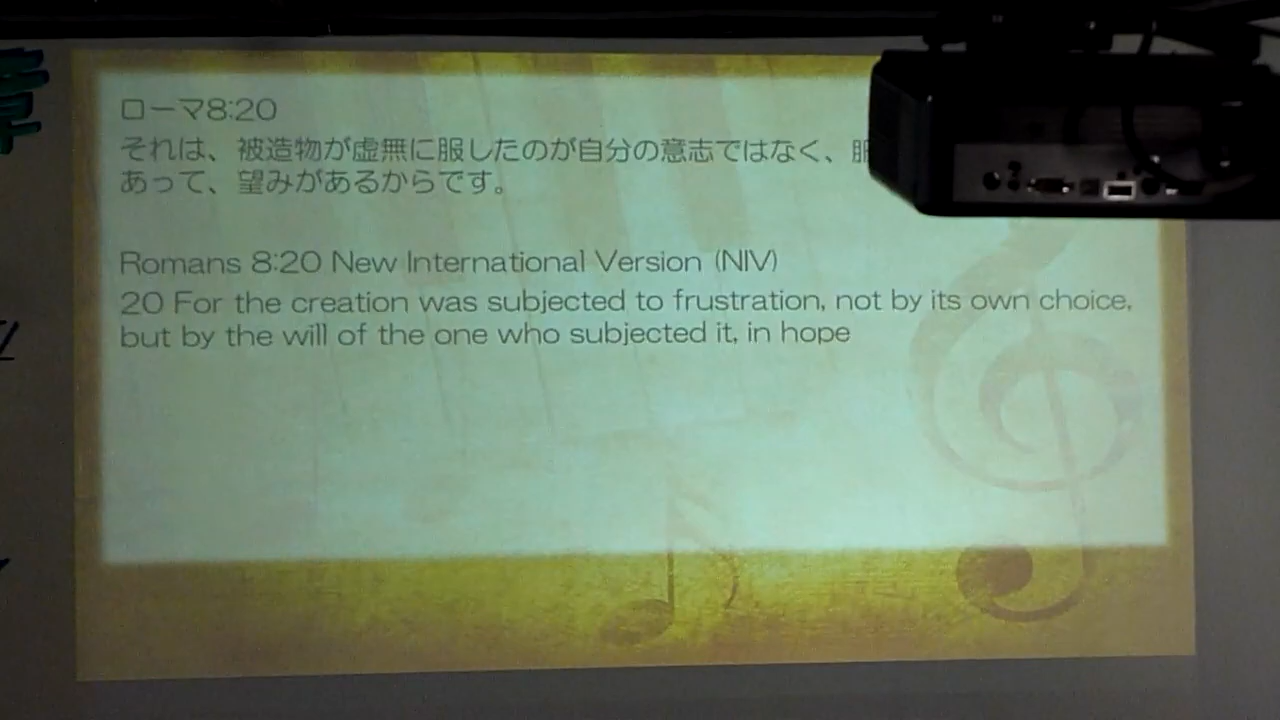 ローマ8:20
それは、被造物が虚無に服したのが自分の意志ではなく、
あって、望みがあるからです。
Romans 8:20 New International Version (NIV)
20 For the creation was subjected to frustration, not by its own choice,
but by the will of the one who subjected it, in hope